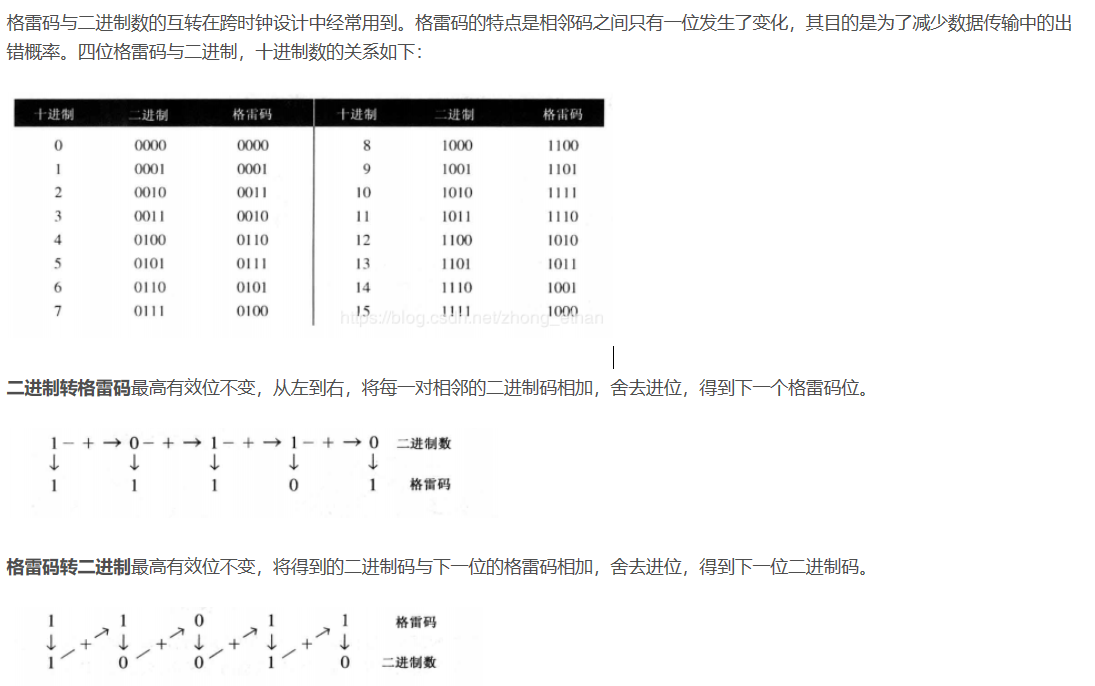 格雷码与二进制数的互转在跨时钟设计中经常用到。格雷码的特点是相邻码之间只有一位发生了变化，其目的是为了减少数据传输中的出
错概率。四位格雷码与二进制，十进制数的关系如下：
十进制 二进制 格雷码 十进制 二进制 格雷码
0 0000 0000 8 1000 1100
1 0001 0001 9 1001 1101
2 0010 0011 10 1010 1111
3 0011 0010 11 1011 1110
4 0100 0110 12 1100 1010
5 0101 0111 13 1101 1011
6 0110 0101 14 1110 1001
7 0111 0100 15 1111 1000
https://blog.csdn.net/zhong_ethan
二进制转格雷码最高有效位不变，从左到右，将每一对相邻的二进制码相加，舍去进位，得到下一个格雷码位。
1 – + → 0 – + → 1 – + → 1 – + → 0 二进制数
↓ ↓ ↓ ↓ ↓
1 1 1 0 1 格雷码
格雷码转二进制最高有效位不变，将得到的二进制码与下一位的格雷码相加，舍去进位，得到下一位二进制码。
1 1 0 1 1 格雷码
↓ + ↓ + ↓ + ↓ + ↓
1 0 0 1 0 二进制数